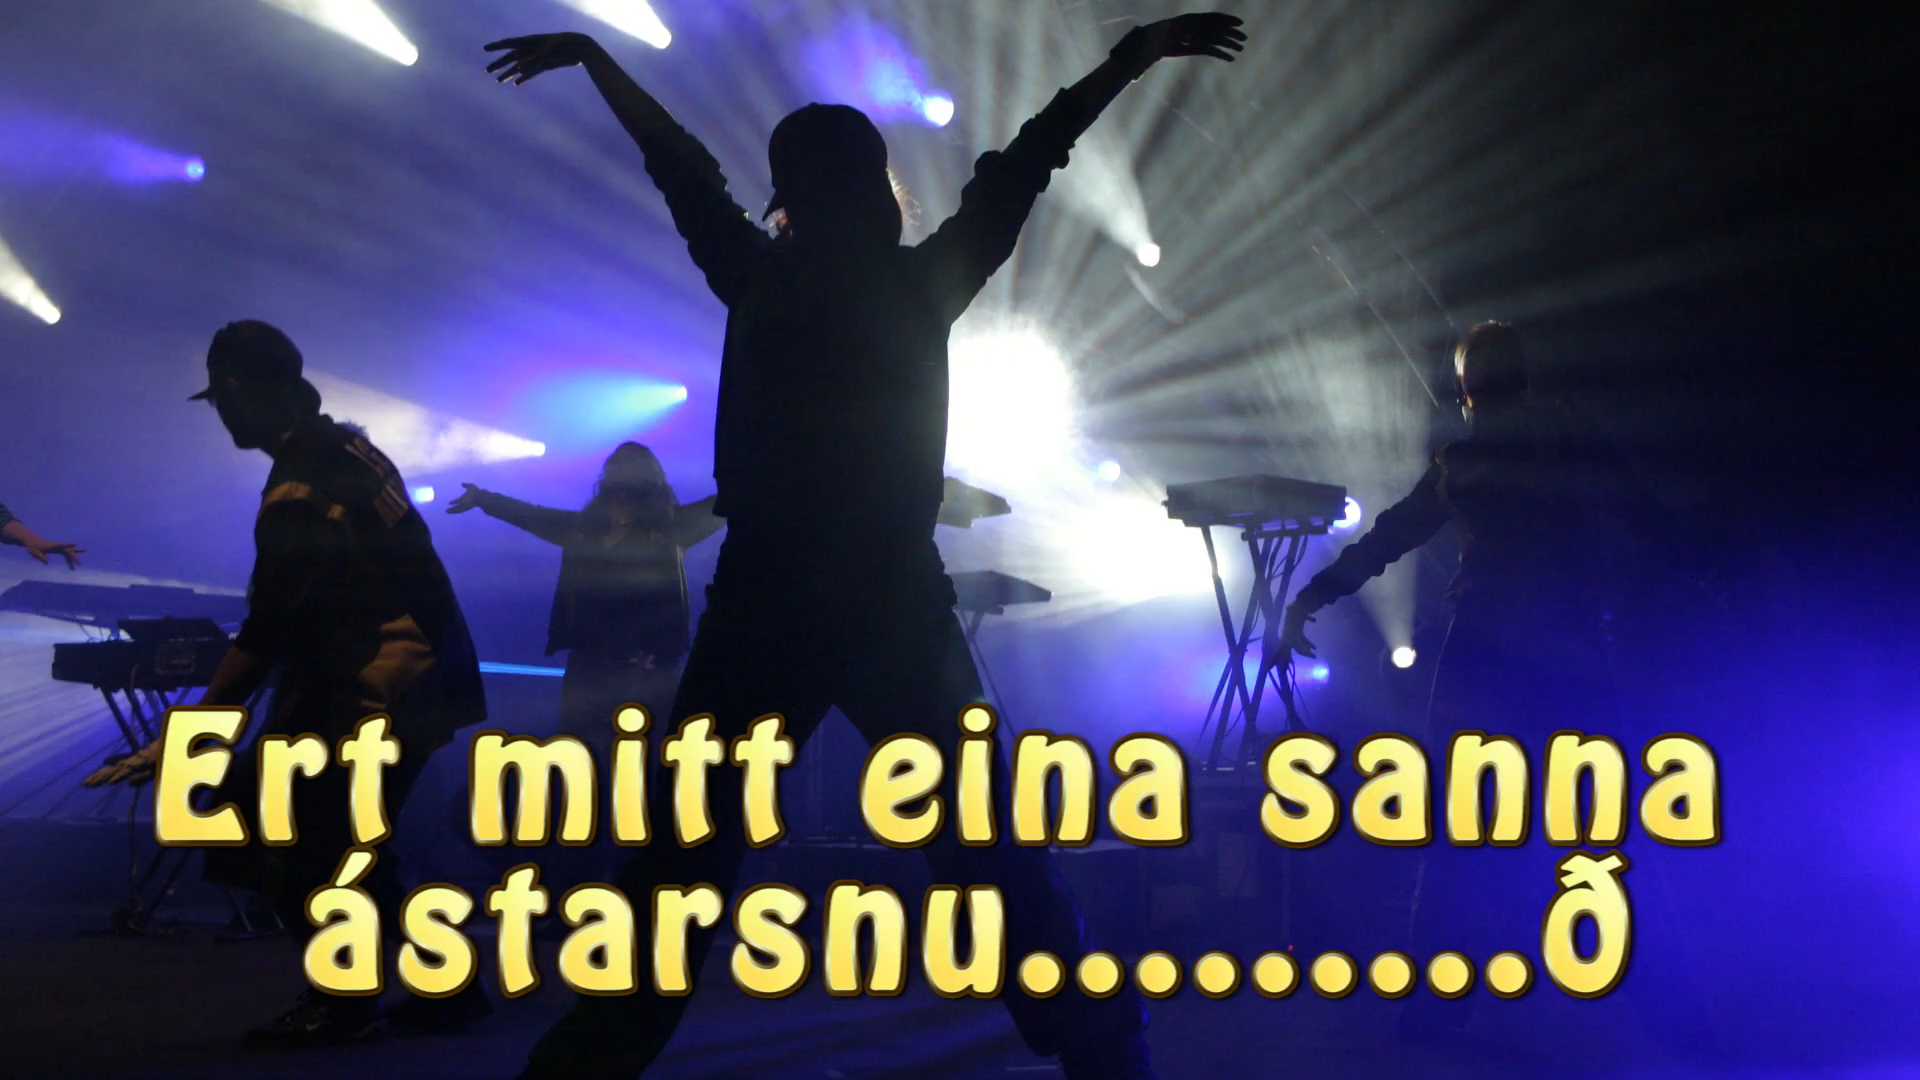 Ert mitt eina sanna
ástarsnu.........ð